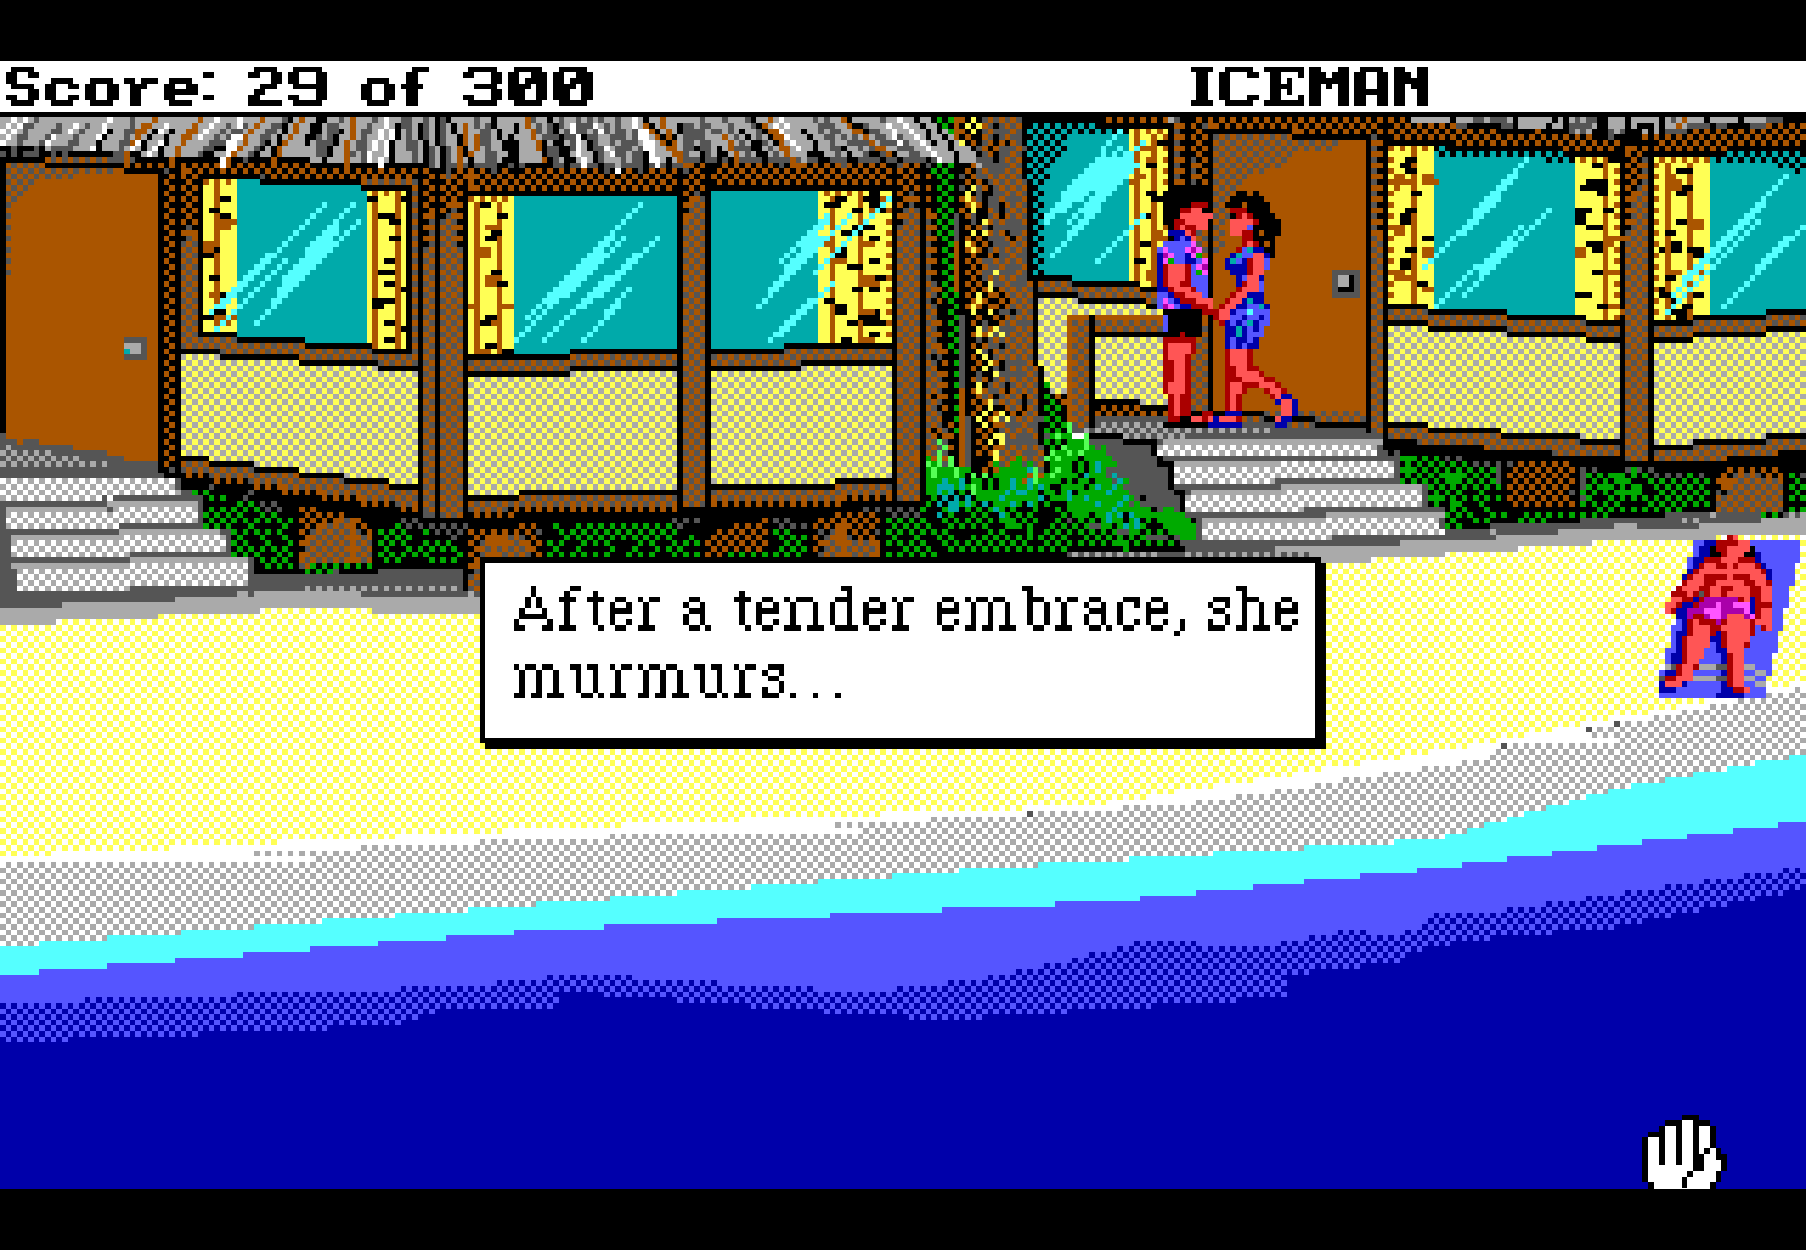 Score: 29 of 300 ICEMAN
After a tender embrace, she
murmurs...